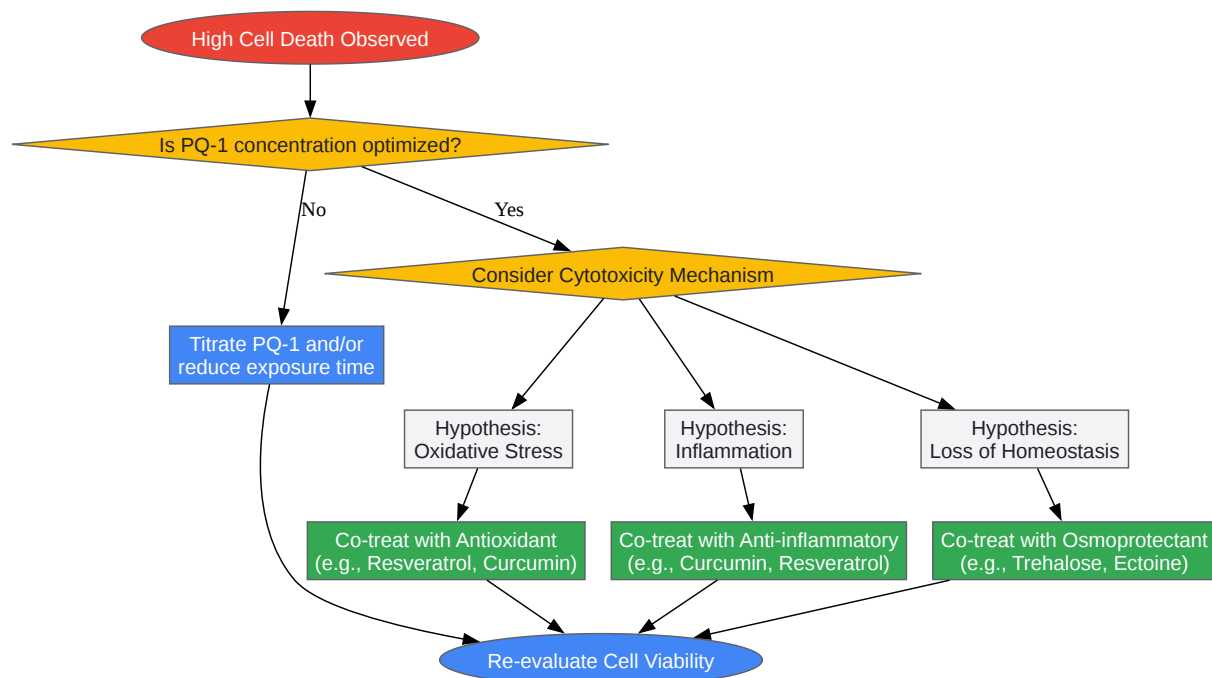 High Cell Death Observed
Is PQ-1 concentration optimized?
No
Yes
Consider Cytotoxicity Mechanism
Titrate PQ-1 and/or
reduce exposure time
Hypothesis:
Oxidative Stress
Hypothesis:
Inflammation
Hypothesis:
Loss of Homeostasis
Co-treat with Antioxidant
(e.g., Resveratrol, Curcumin)
Co-treat with Anti-inflammatory
(e.g., Curcumin, Resveratrol)
Co-treat with Osmoprotectant
(e.g., Trehalose, Ectoine)
Re-evaluate Cell Viability